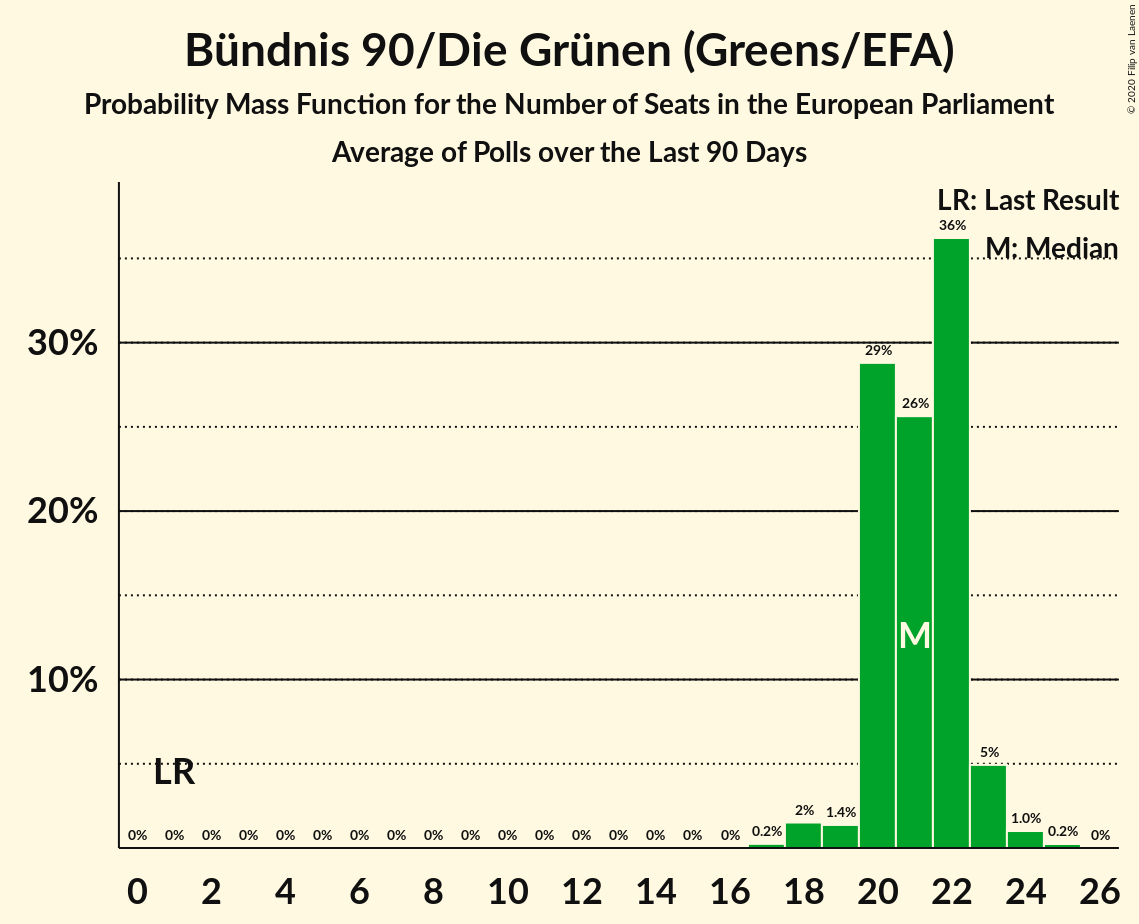 Bündnis 90/Die Grünen (Greens/EFA)
Probability Mass Function for the Number of Seats in the European Parliament
Average of Polls over the Last 90 Days
© 2020 Filip van Laenen
LR: Last Result
M: Median
36%
30%
29%
26%
20%
M
10%
LR
5%
0% 0% 0% 0% 0% 0% 0% 0% 0% 0% 0% 0% 0% 0% 0% 0% 0% 0.2% 2% 1.4% 1.0% 0.2% 0%
0 2 4 6 8 10 12 14 16 18 20 22 24 26